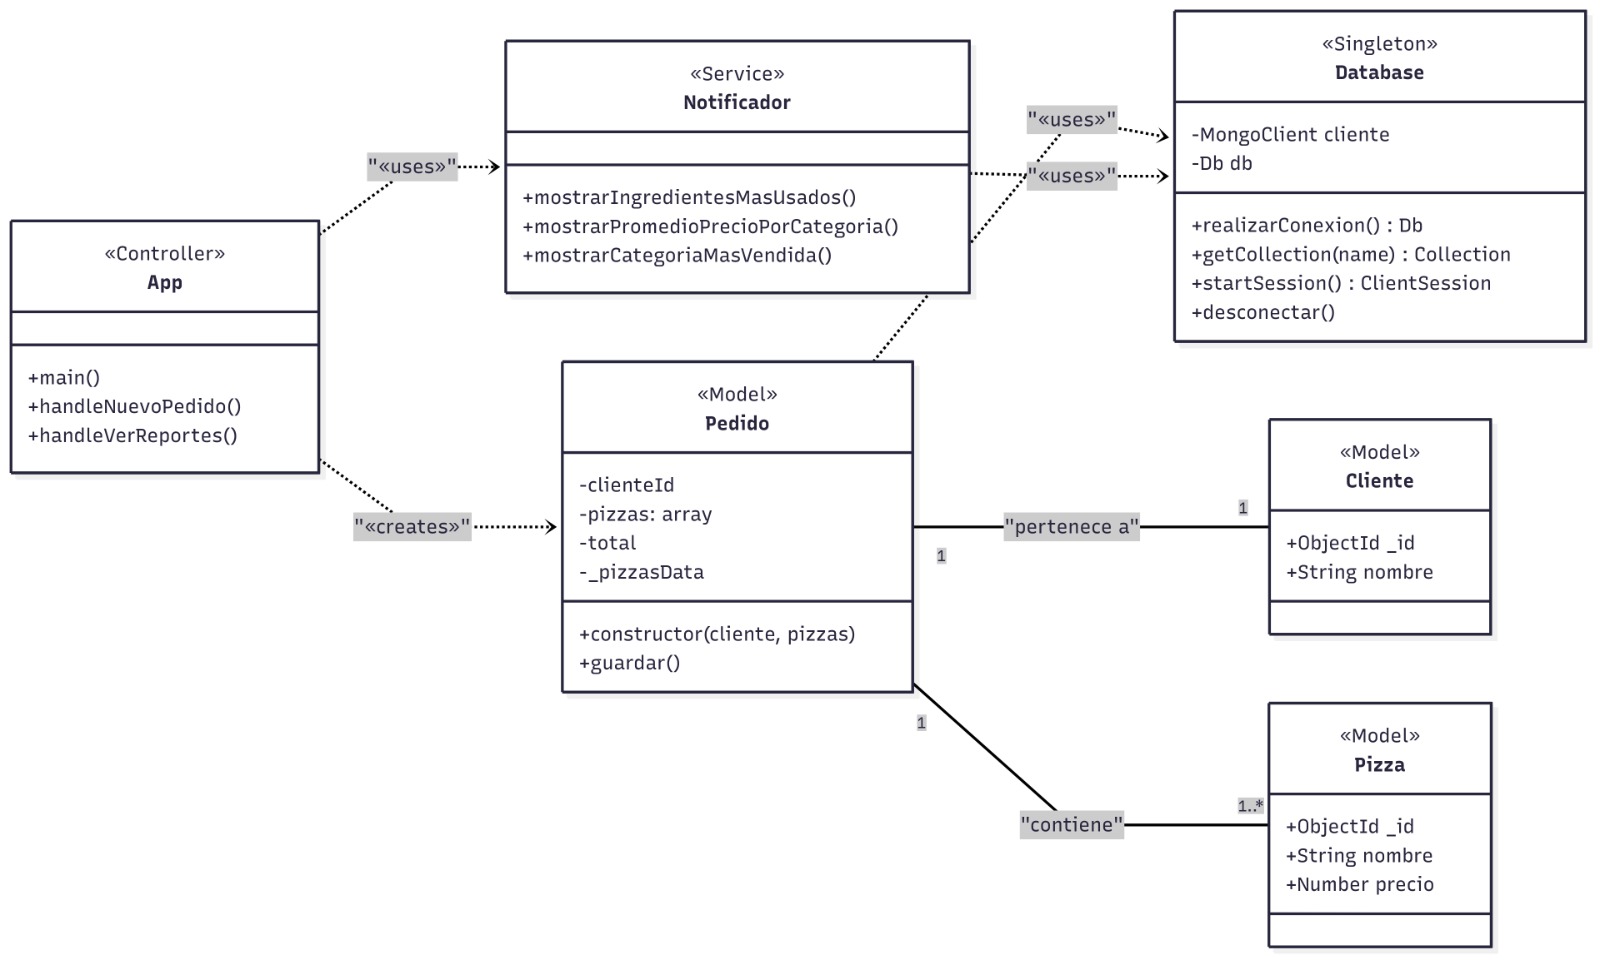 «Controller»
App
+main()
+handleNuevoPedido()
+handleVerReportes()
"«uses»"
"«creates»"
«Service»
Notificador
+mostrarIngredientesMasUsados()
+mostrarPromedioPrecioPorCategoria()
+mostrarCategoriaMasVendida()
"«uses»"
"«uses»"
«Singleton»
Database
-MongoClient cliente
-Db db
+realizarConexion() : Db
+getCollection(name) : Collection
+startSession() : ClientSession
+desconectar()
«Model»
Pedido
-clienteId
-pizzas: array
-total
-_pizzasData
+constructor(cliente, pizzas)
+guardar()
1
"pertenece a"
1
«Model»
Cliente
+ObjectId _id
+String nombre
1
"contiene"
1..*
«Model»
Pizza
+ObjectId _id
+String nombre
+Number precio